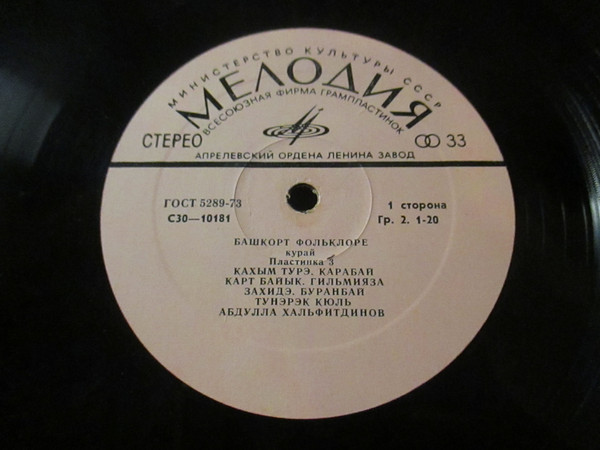 МИНИСТЕРСТВО КУЛЬТУРЫ СССР
МЕЛОДИЯ
ВСЕСОЮЗНАЯ ФИРМА ГРАМПЛАСТИНОК
СТЕРЕО
33
АПРЕЛЕВСКИЙ ОРДЕНА ЛЕНИНА ЗАВОД
ГОСТ 5289-73
С30—10181
1 сторона
Гр. 2. 1-20
БАШКОРТ ФОЛЬКЛОРЕ
курай
Пластинка 3
КАХЫМ ТУРЭ. КАРАБАЙ
КАРТ БАЙЫК. ГИЛЬМИЯЗА
ЗАХИДЭ. БУРАНБАЙ
ТУНЭРЭК КЮЛЬ
АБДУЛЛА ХАЛЬФИТДИНОВ